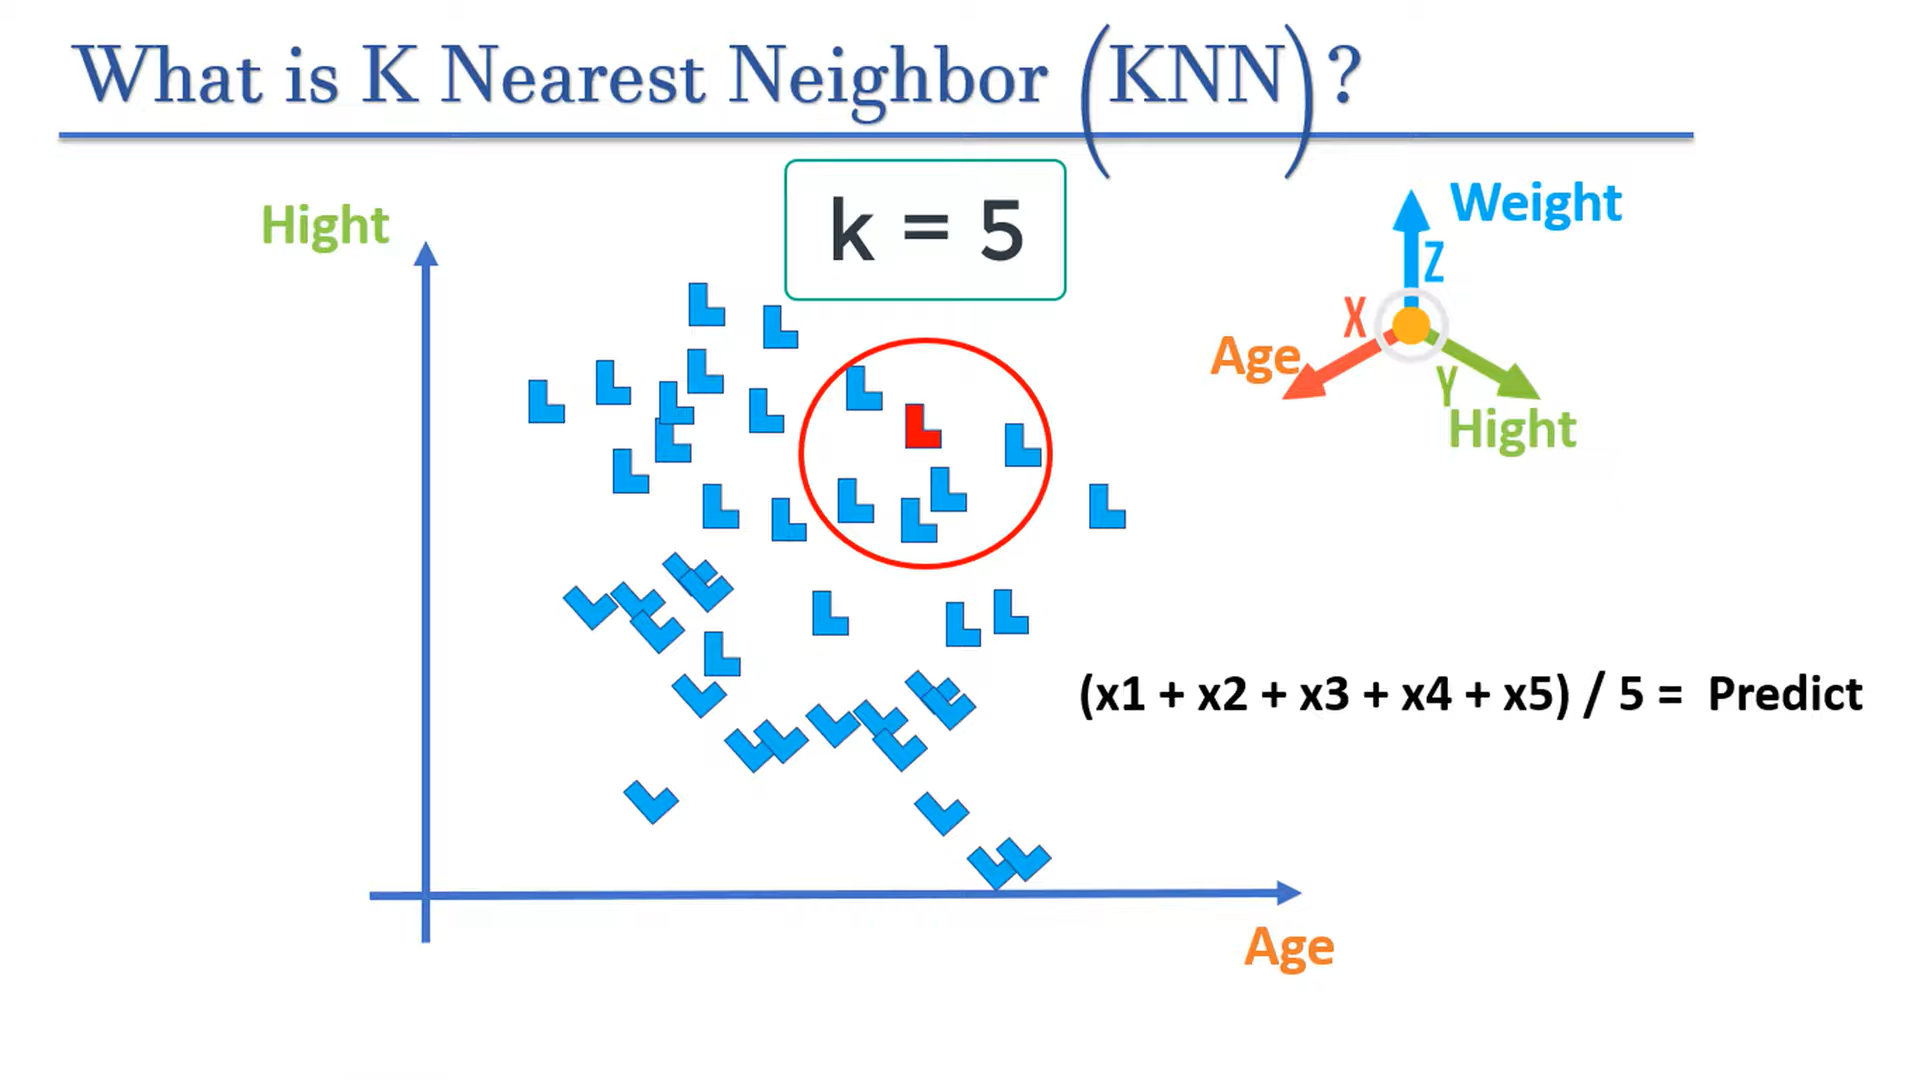 What is K Nearest Neighbor (KNN)?
k = 5
Hight
Weight
Z
X
Age
Y
Hight
(x1 + x2 + x3 + x4 + x5) / 5 = Predict
Age